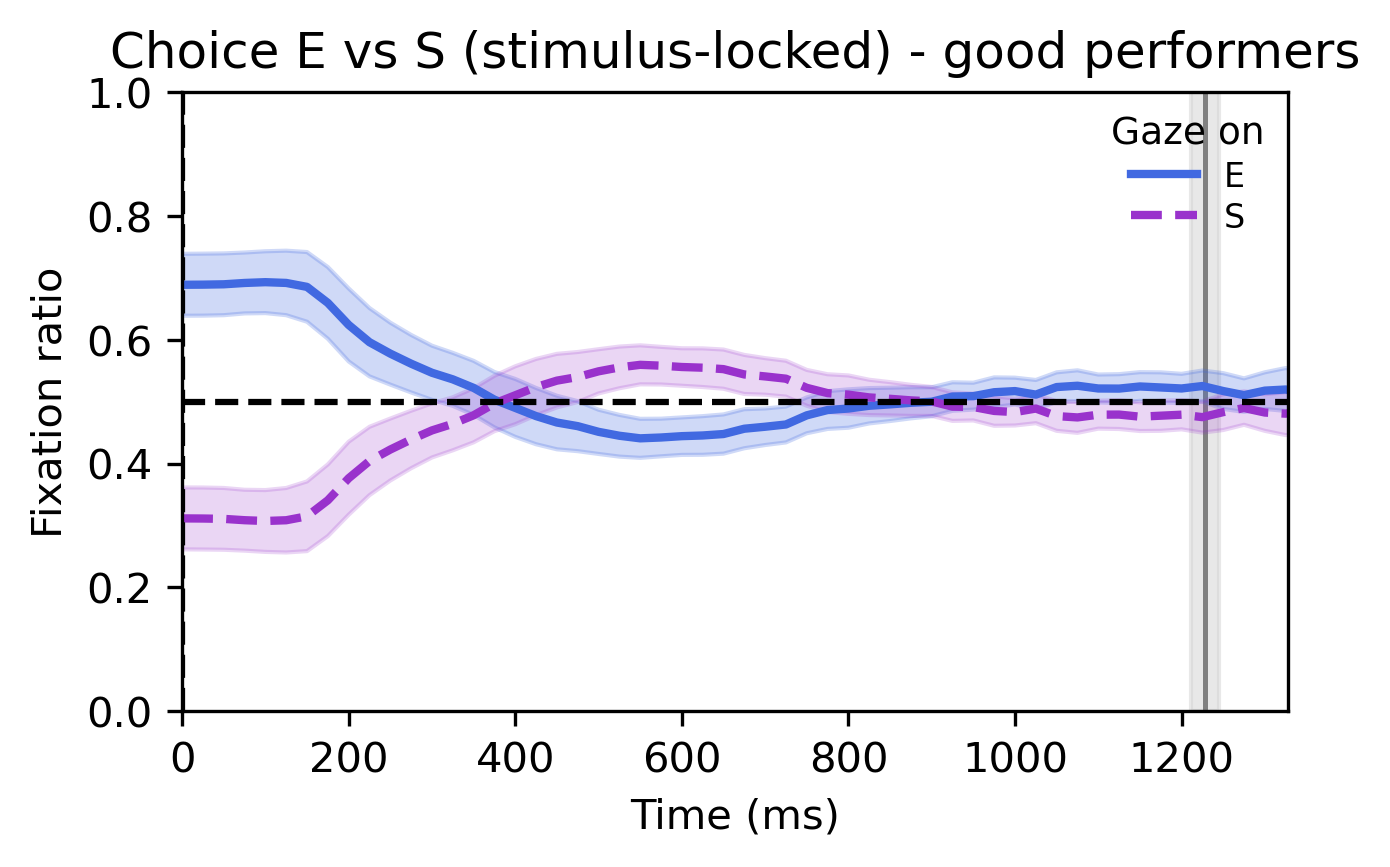 Choice E vs S (stimulus-locked) - good performers
1.0
0.8
0.6
0.4
0.2
0.0
Fixation ratio
Gaze on
E
S
0 200 400 600 800 1000 1200
Time (ms)